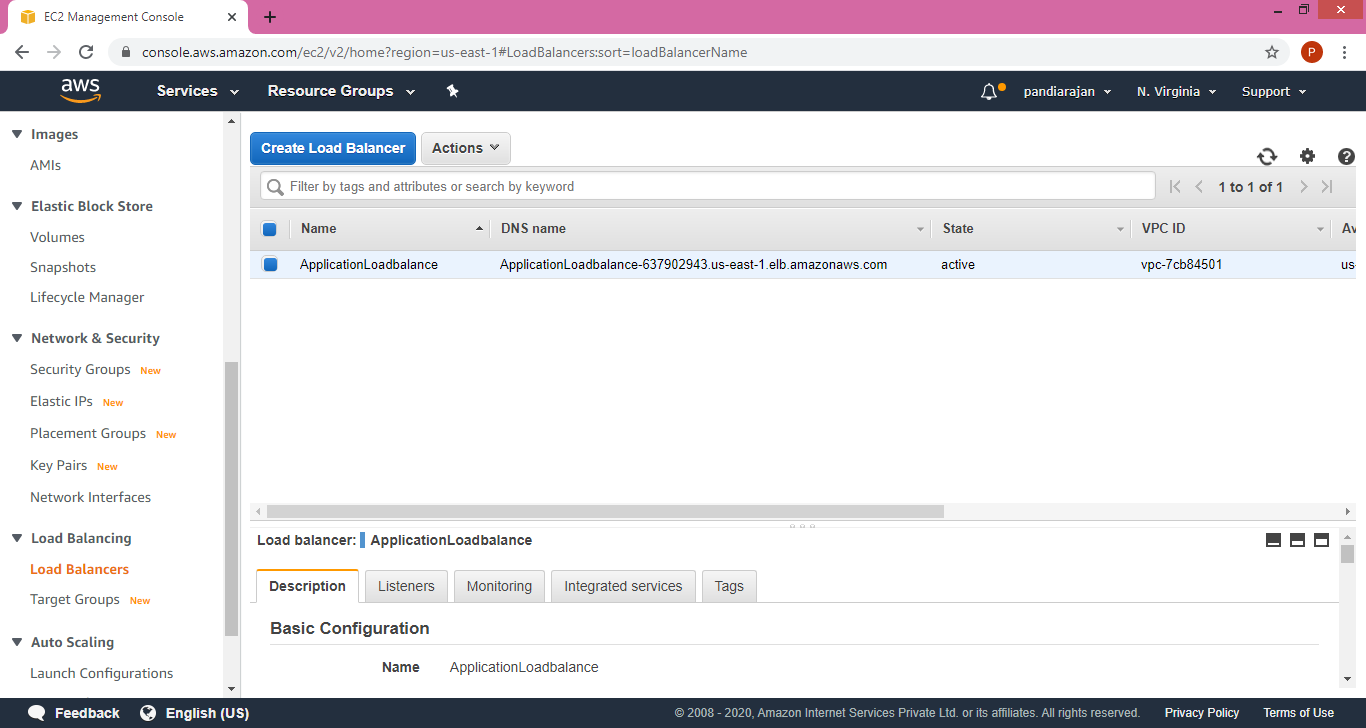 EC2 Management Console
console.aws.amazon.com/ec2/v2/home?region=us-east-1#LoadBalancers:sort=loadBalancerName
P
aws Services Resource Groups pandiarajan N. Virginia Support
Images
AMIs
Elastic Block Store
Volumes
Snapshots
Lifecycle Manager
Network & Security
Security Groups New
Elastic IPs New
Placement Groups New
Key Pairs New
Network Interfaces
Load Balancing
Load Balancers
Target Groups New
Auto Scaling
Launch Configurations
Create Load Balancer Actions
Filter by tags and attributes or search by keyword 1 to 1 of 1
Name DNS name State VPC ID Av
ApplicationLoadbalance ApplicationLoadbalance-637902943.us-east-1.elb.amazonaws.com active vpc-7cb84501 us-
Load balancer: ApplicationLoadbalance
Description Listeners Monitoring Integrated services Tags
Basic Configuration
Name ApplicationLoadbalance
Feedback English (US) © 2008 - 2020, Amazon Internet Services Private Ltd. or its affiliates. All rights reserved. Privacy Policy Terms of Use